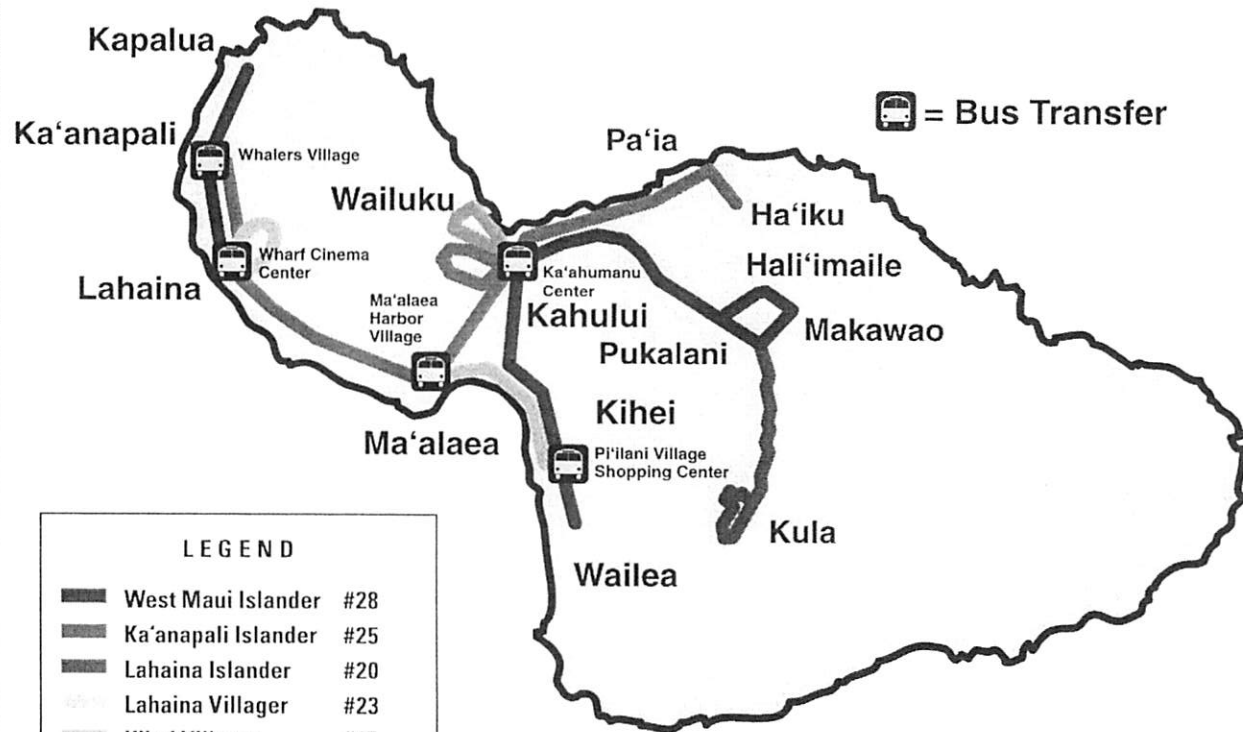 Kapalua
Ka‘anapali
Whalers Village
Wailuku
Pa‘ia
= Bus Transfer
Ha‘iku
Wharf Cinema
Center
Lahaina
Ka‘ahumanu
Center
Hali‘imaile
Ma‘alaea
Harbor
Village
Kahului
Makawao
Pukalani
Kihei
Ma‘alaea
Pi‘ilani Village
Shopping Center
Kula
Wailea
LEGEND
West Maui Islander #28
Ka‘anapali Islander #25
Lahaina Islander #20
Lahaina Villager #23